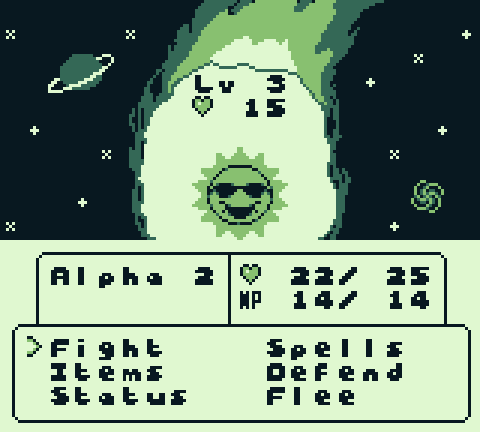 Lv 3
15
Alpha 2 22/ 25
MP 14/ 14
Fight Spells
Items Defend
Status Flee